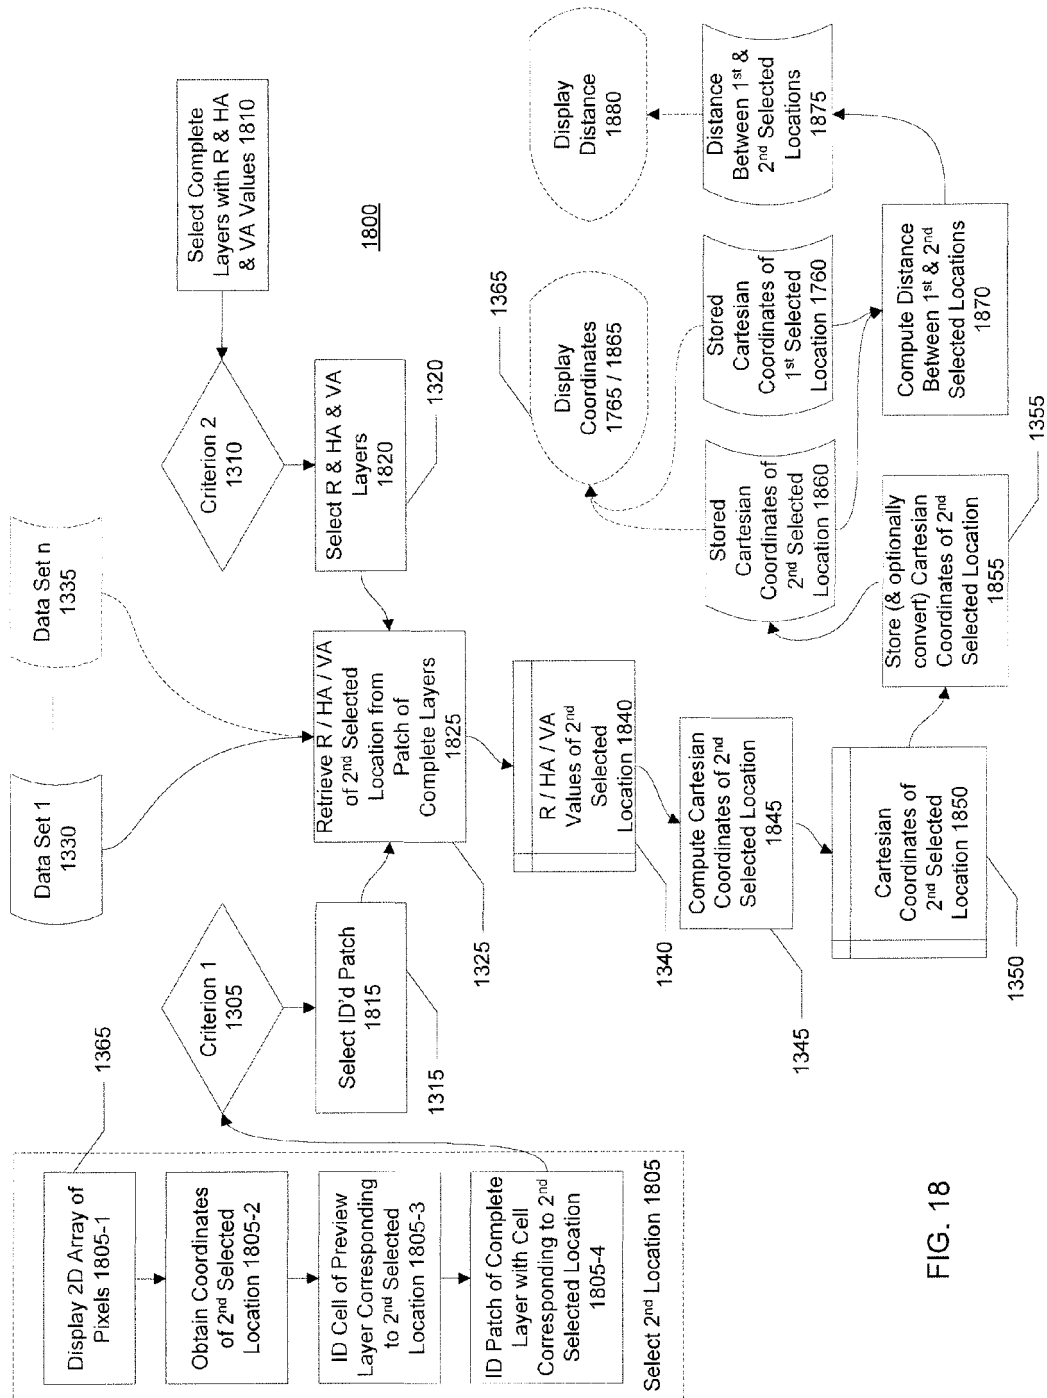 Display 2D Array of
Pixels 1805-1
1365
Obtain Coordinates
of 2nd Selected
Location 1805-2
ID Cell of Preview
Layer Corresponding
to 2nd Selected
Location 1805-3
ID Patch of Complete
Layer with Cell
Corresponding to 2nd
Selected Location
1805-4
Select 2nd Location 1805
Criterion 1
1305
Select ID'd Patch
1815
1315
Data Set 1
1330
Data Set n
1335
Criterion 2
1310
Select Complete
Layers with R & HA
& VA Values 1810
Select R & HA & VA
Layers
1820
1320
1800
Retrieve R / HA / VA
of 2nd Selected
Location from
Patch of
Complete Layers
1825
1325
R / HA / VA
Values of 2nd
Selected
Location 1840
1340
Compute Cartesian
Coordinates of 2nd
Selected Location
1845
1345
Cartesian
Coordinates of
2nd Selected
Location 1850
1350
Store (& optionally
convert) Cartesian
Coordinates of 2nd
Selected Location
1855
1355
Stored
Cartesian
Coordinates of
2nd Selected
Location 1860
Stored
Cartesian
Coordinates of
1st Selected
Location 1760
Display
Coordinates
1765 / 1865
1365
Compute Distance
Between 1st & 2nd
Selected Locations
1870
Distance
Between 1st &
2nd Selected
Locations
1875
Display
Distance
1880
FIG. 18